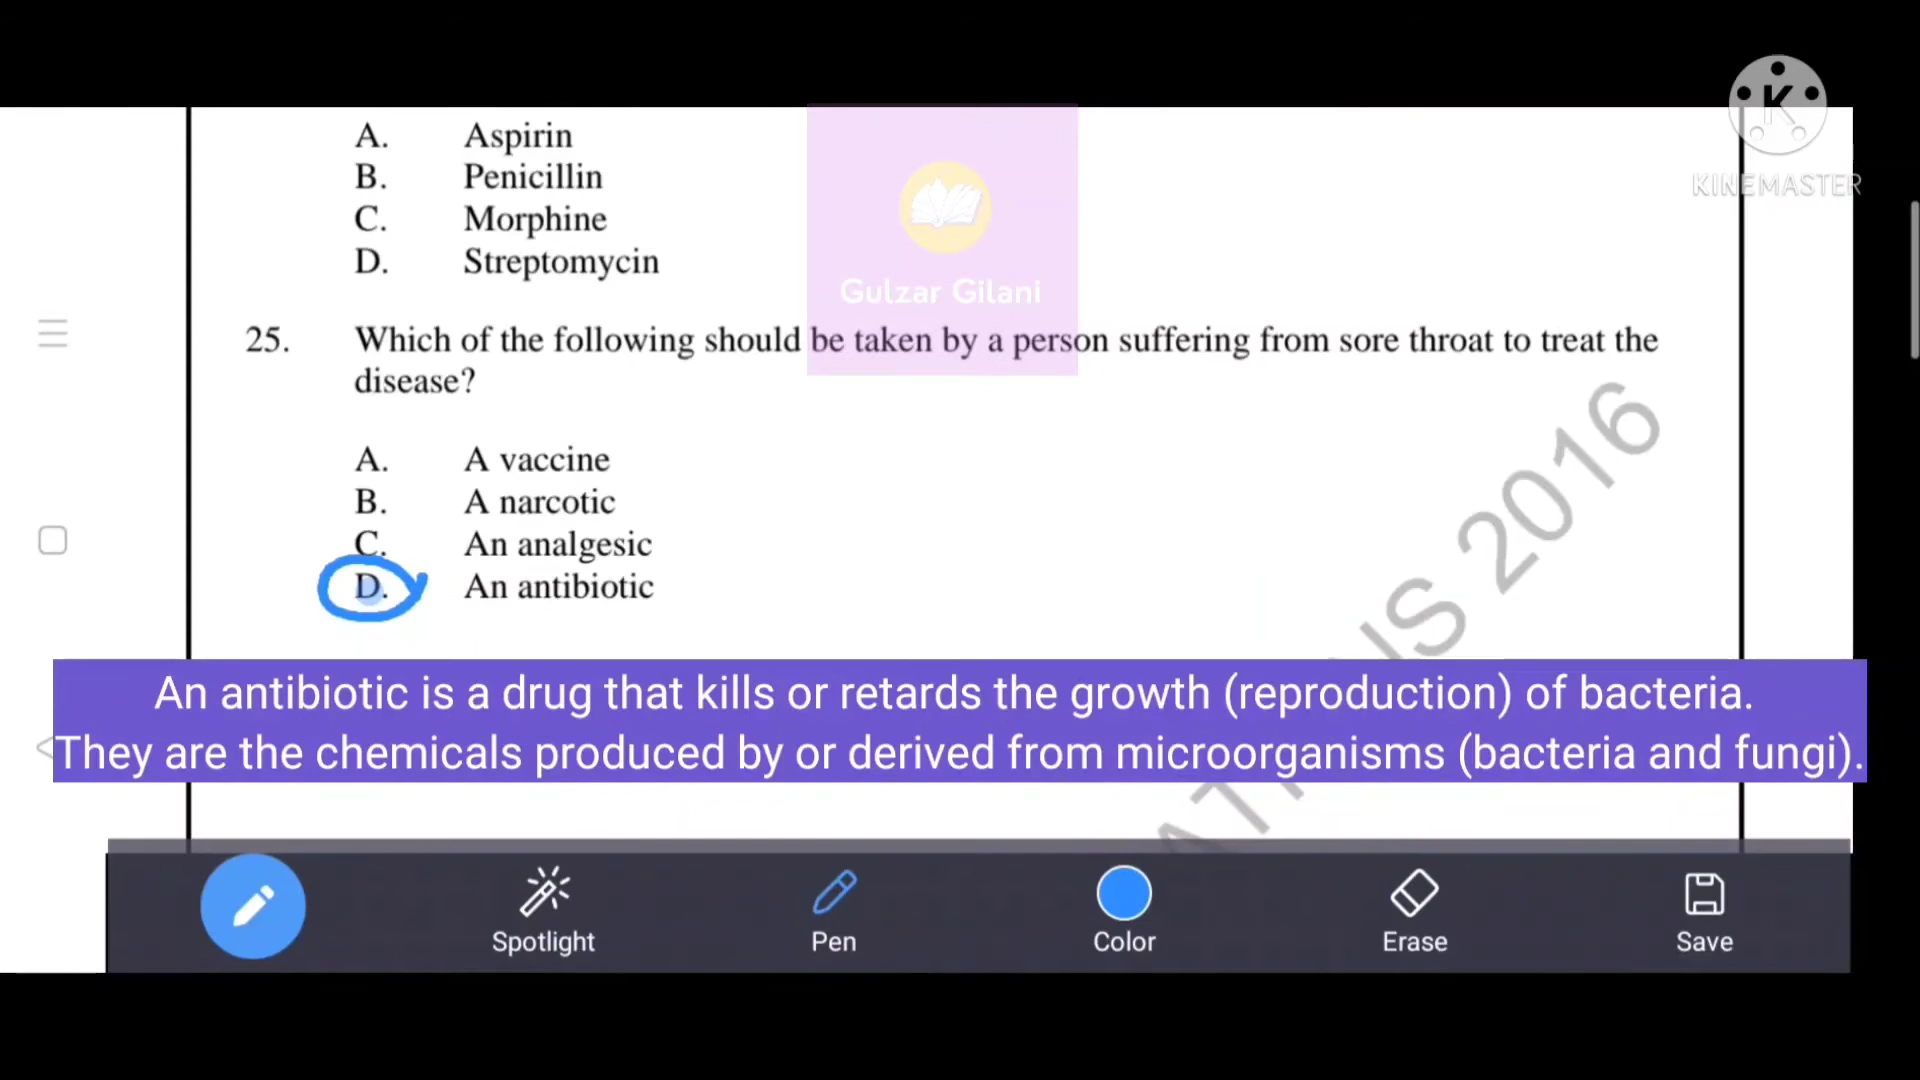 K
KINEMASTER
A. Aspirin
B. Penicillin
C. Morphine
D. Streptomycin
Gulzar Gilani
25. Which of the following should be taken by a person suffering from sore throat to treat the
disease?
A. A vaccine
B. A narcotic
C. An analgesic
D. An antibiotic
NS 2016
AT
An antibiotic is a drug that kills or retards the growth (reproduction) of bacteria.
They are the chemicals produced by or derived from microorganisms (bacteria and fungi).
Spotlight
Pen
Color
Erase
Save